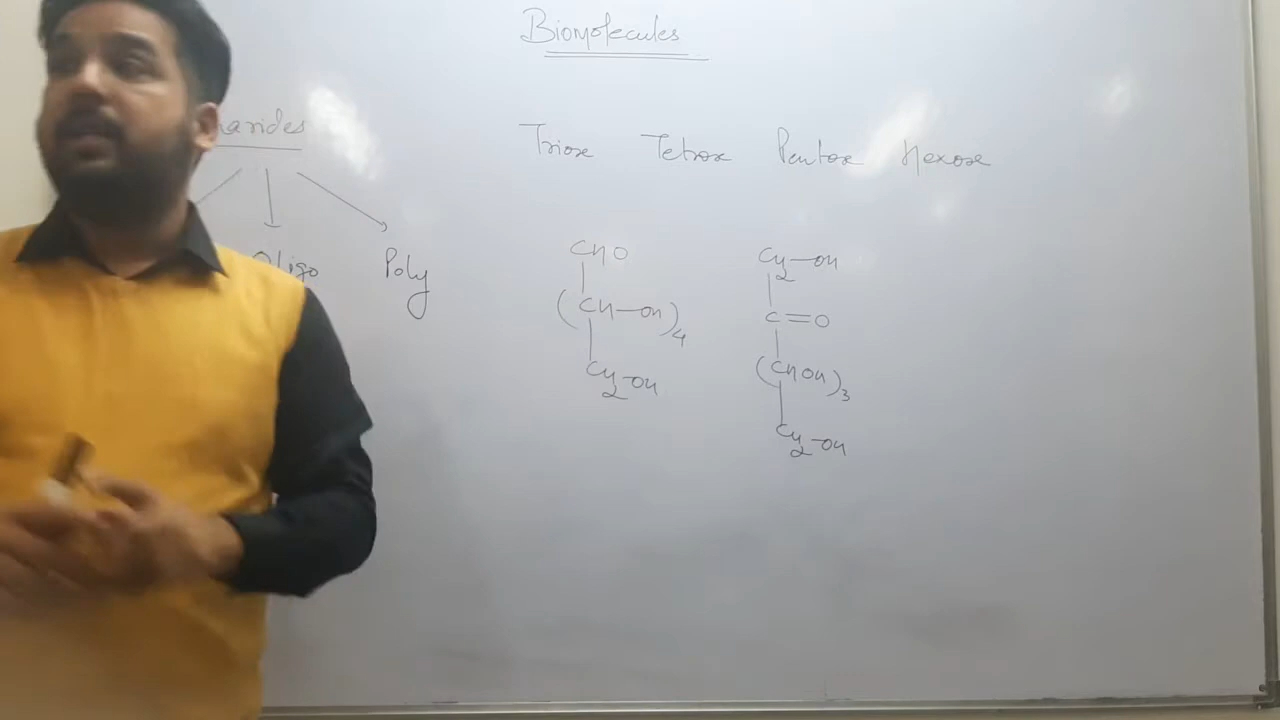 Biomolecules
arides
Triose Tetrose Pentose Hexose
Oligo Poly
CHO
(CH—OH)4
CH2—OH
CH2—OH
C=O
(CHOH)3
CH2—OH